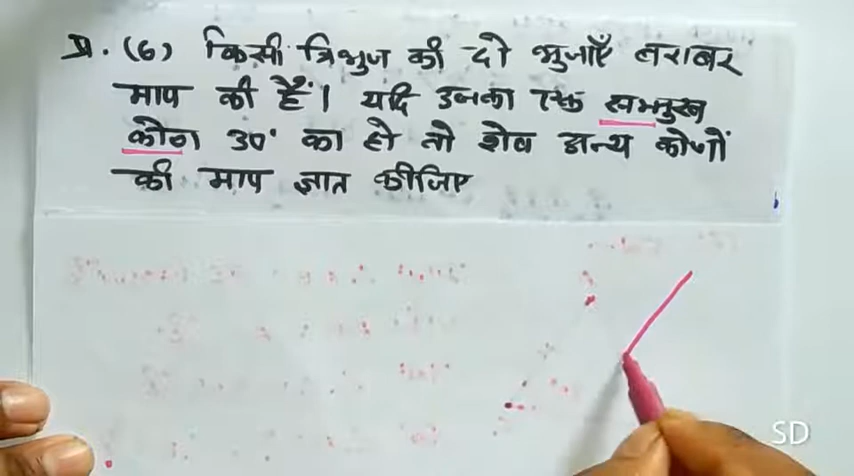 प्र. (6) किसी त्रिभुज की दो भुजाएँ बराबर
माप की हैं। यदि उनका एक सम्मुख
कोण 30° का हो तो शेष अन्य कोणों
की माप ज्ञात कीजिए
SD